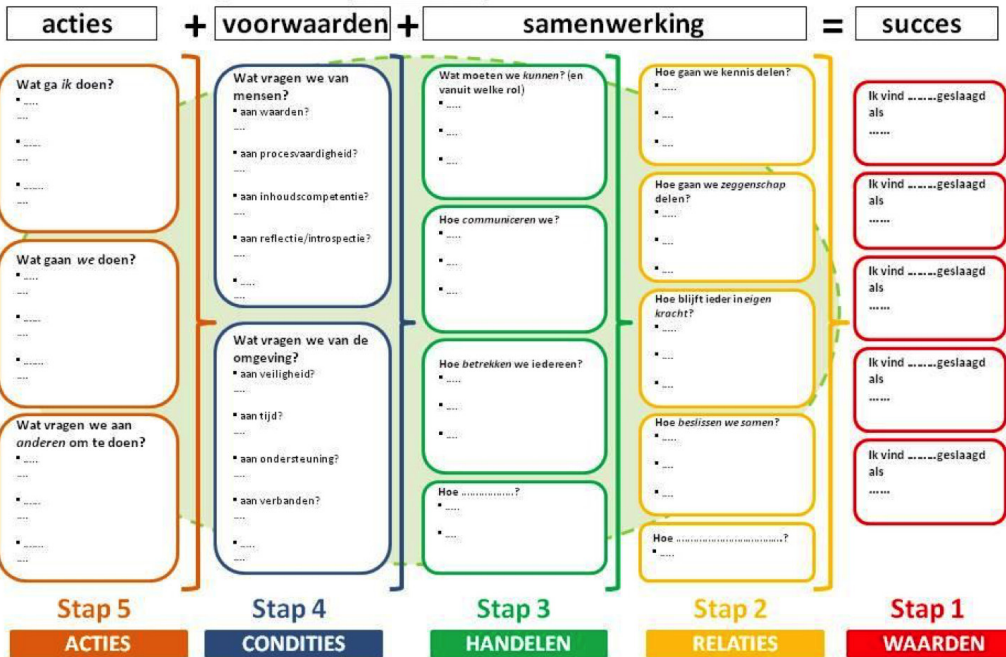 acties + voorwaarden + samenwerking = succes
Wat ga ik doen?
▪ .....
....
▪ ......
....
▪ .......
....
Wat gaan we doen?
▪ .....
....
▪ ......
....
▪ .......
....
Wat vragen we aan
anderen om te doen?
▪ .....
....
▪ ......
....
▪ .......
....
Wat vragen we van
mensen?
▪ aan waarden?
....
▪ aan procesvaardigheid?
....
▪ aan inhoudscompetentie?
....
▪ aan reflectie/introspectie?
....
▪ .....
....
Wat vragen we van de
omgeving?
▪ aan veiligheid?
....
▪ aan tijd?
....
▪ aan ondersteuning?
....
▪ aan verbanden?
....
▪ .....
....
Wat moeten we kunnen? (en
vanuit welke rol)
▪ .....
▪ ....
▪ ....
Hoe communiceren we?
▪ .....
▪ ....
▪ ....
Hoe betrekken we iedereen?
▪ .....
▪ ....
▪ ....
Hoe ..................?
▪ .....
▪ ....
Hoe gaan we kennis delen?
▪ .....
▪ ....
▪ ....
Hoe gaan we zeggenschap
delen?
▪ .....
▪ ....
▪ ....
Hoe blijft ieder in eigen
kracht?
▪ .....
▪ ....
▪ ....
Hoe beslissen we samen?
▪ .....
▪ ....
▪ ....
Hoe .....................................?
▪ .....
Ik vind .........geslaagd
als
......
Ik vind .........geslaagd
als
......
Ik vind .........geslaagd
als
......
Ik vind .........geslaagd
als
......
Ik vind .........geslaagd
als
......
Stap 5
ACTIES
Stap 4
CONDITIES
Stap 3
HANDELEN
Stap 2
RELATIES
Stap 1
WAARDEN